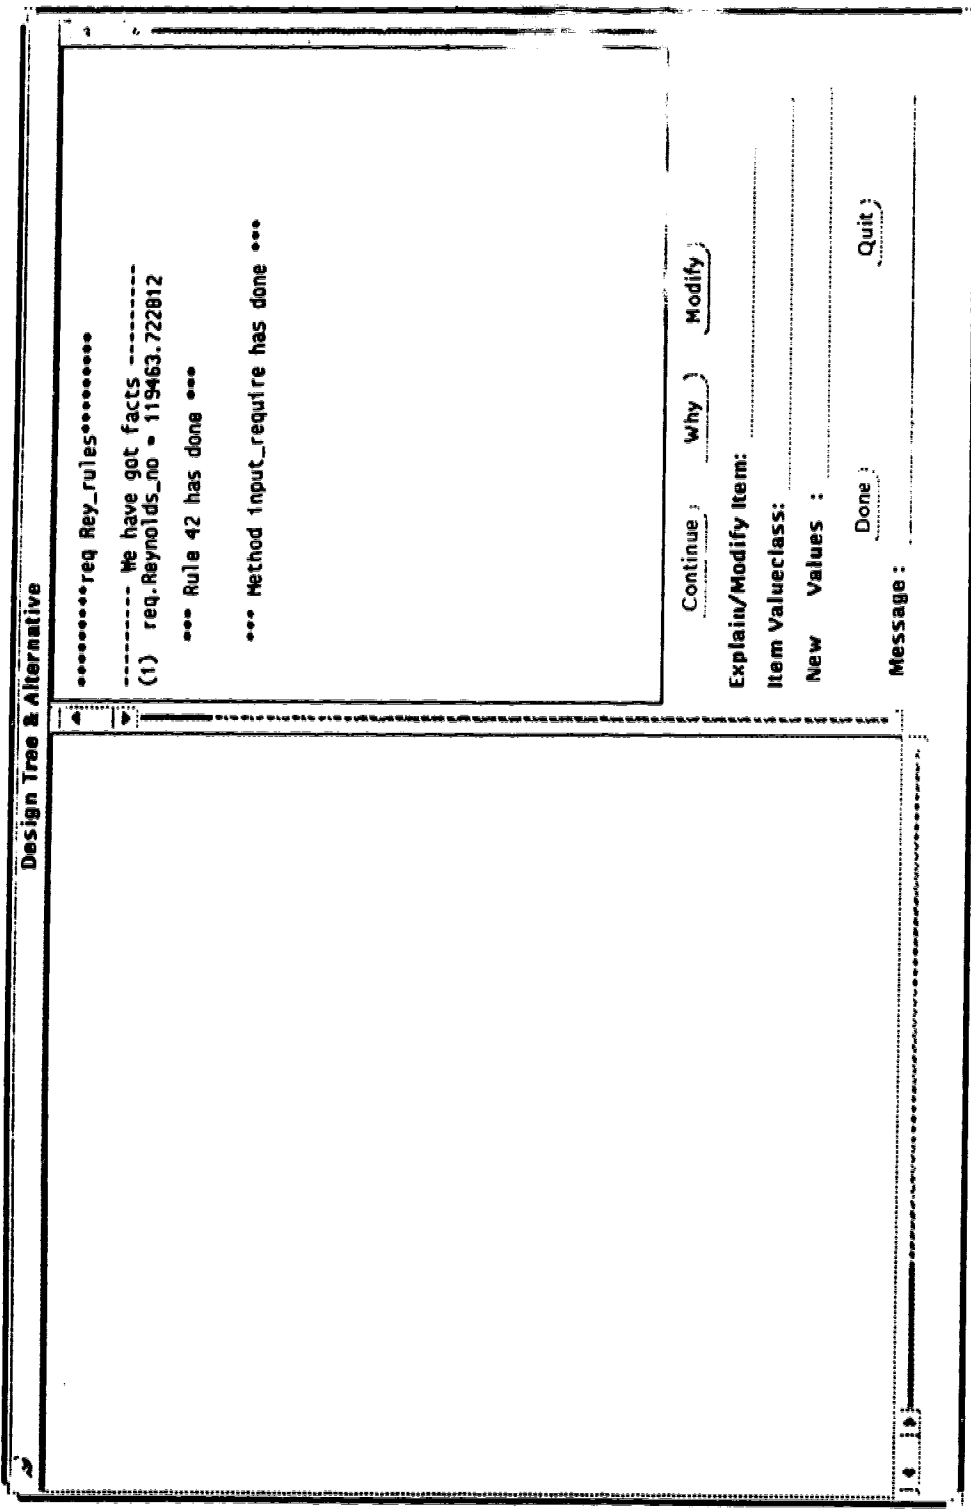 Design Tree & Alternative
*********req Rey_rules*********
--------- We have got facts ---------
(1) req.Reynolds_no = 119463.722812
*** Rule 42 has done ***
*** Method input_require has done ***
Continue Why Modify
Explain/Modify Item:
Item Valueclass:
New Values :
Done Quit
Message :